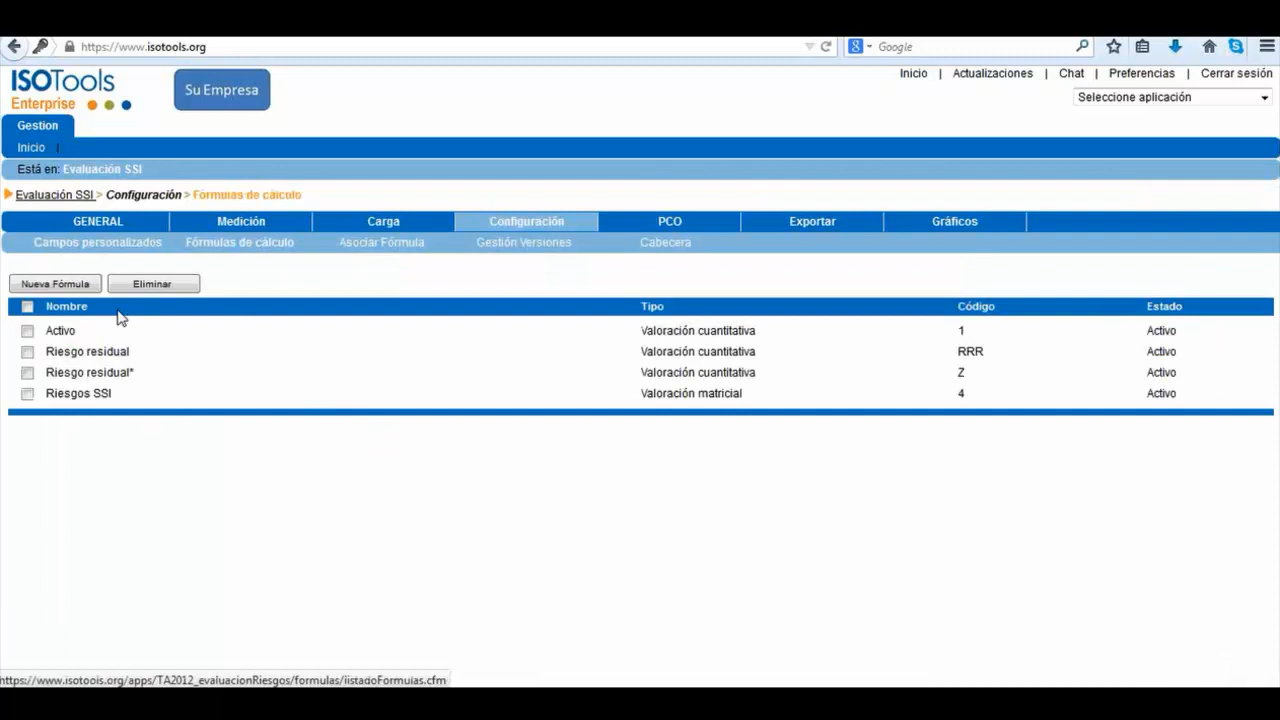 https://www.isotools.org
Google
ISOTools
Enterprise
Su Empresa
Inicio | Actualizaciones | Chat | Preferencias | Cerrar sesión
Seleccione aplicación
Gestion
Inicio |
Está en: Evaluación SSI
Evaluación SSI > Configuración > Fórmulas de cálculo
GENERAL Medición Carga Configuración PCO Exportar Gráficos
Campos personalizados Fórmulas de cálculo Asociar Fórmula Gestión Versiones Cabecera
Nueva Fórmula Eliminar
Nombre Tipo Código Estado
Activo Valoración cuantitativa 1 Activo
Riesgo residual Valoración cuantitativa RRR Activo
Riesgo residual* Valoración cuantitativa Z Activo
Riesgos SSI Valoración matricial 4 Activo
https://www.isotools.org/apps/TA2012_evaluacionRiesgos/formulas/listadoFormulas.cfm